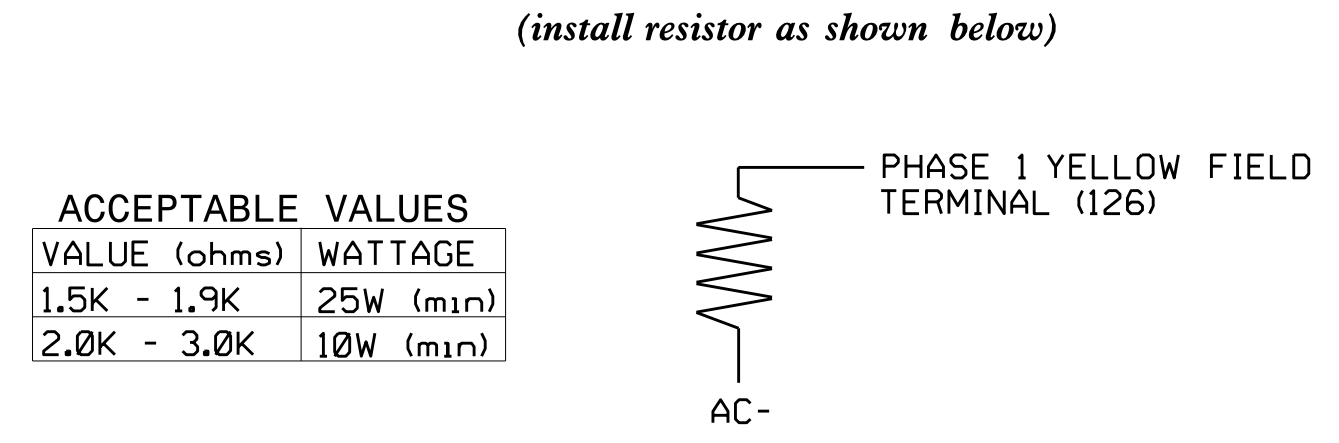 (install resistor as shown below)
PHASE 1 YELLOW FIELD
TERMINAL (126)
ACCEPTABLE VALUES
VALUE (ohms) WATTAGE
1.5K - 1.9K 25W (min)
2.0K - 3.0K 10W (min)
AC-